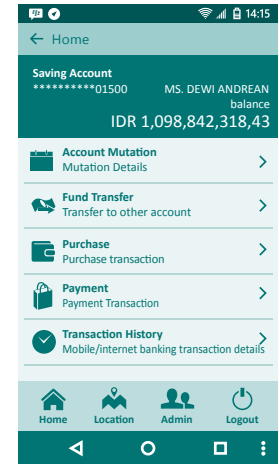 14:15
← Home
Saving Account
**********01500 MS. DEWI ANDREAN
balance
IDR 1,098,842,318,43
Account Mutation
Mutation Details
Fund Transfer
Transfer to other account
Purchase
Purchase transaction
Payment
Payment Transaction
Transaction History
Mobile/internet banking transaction details
Home Location Admin Logout